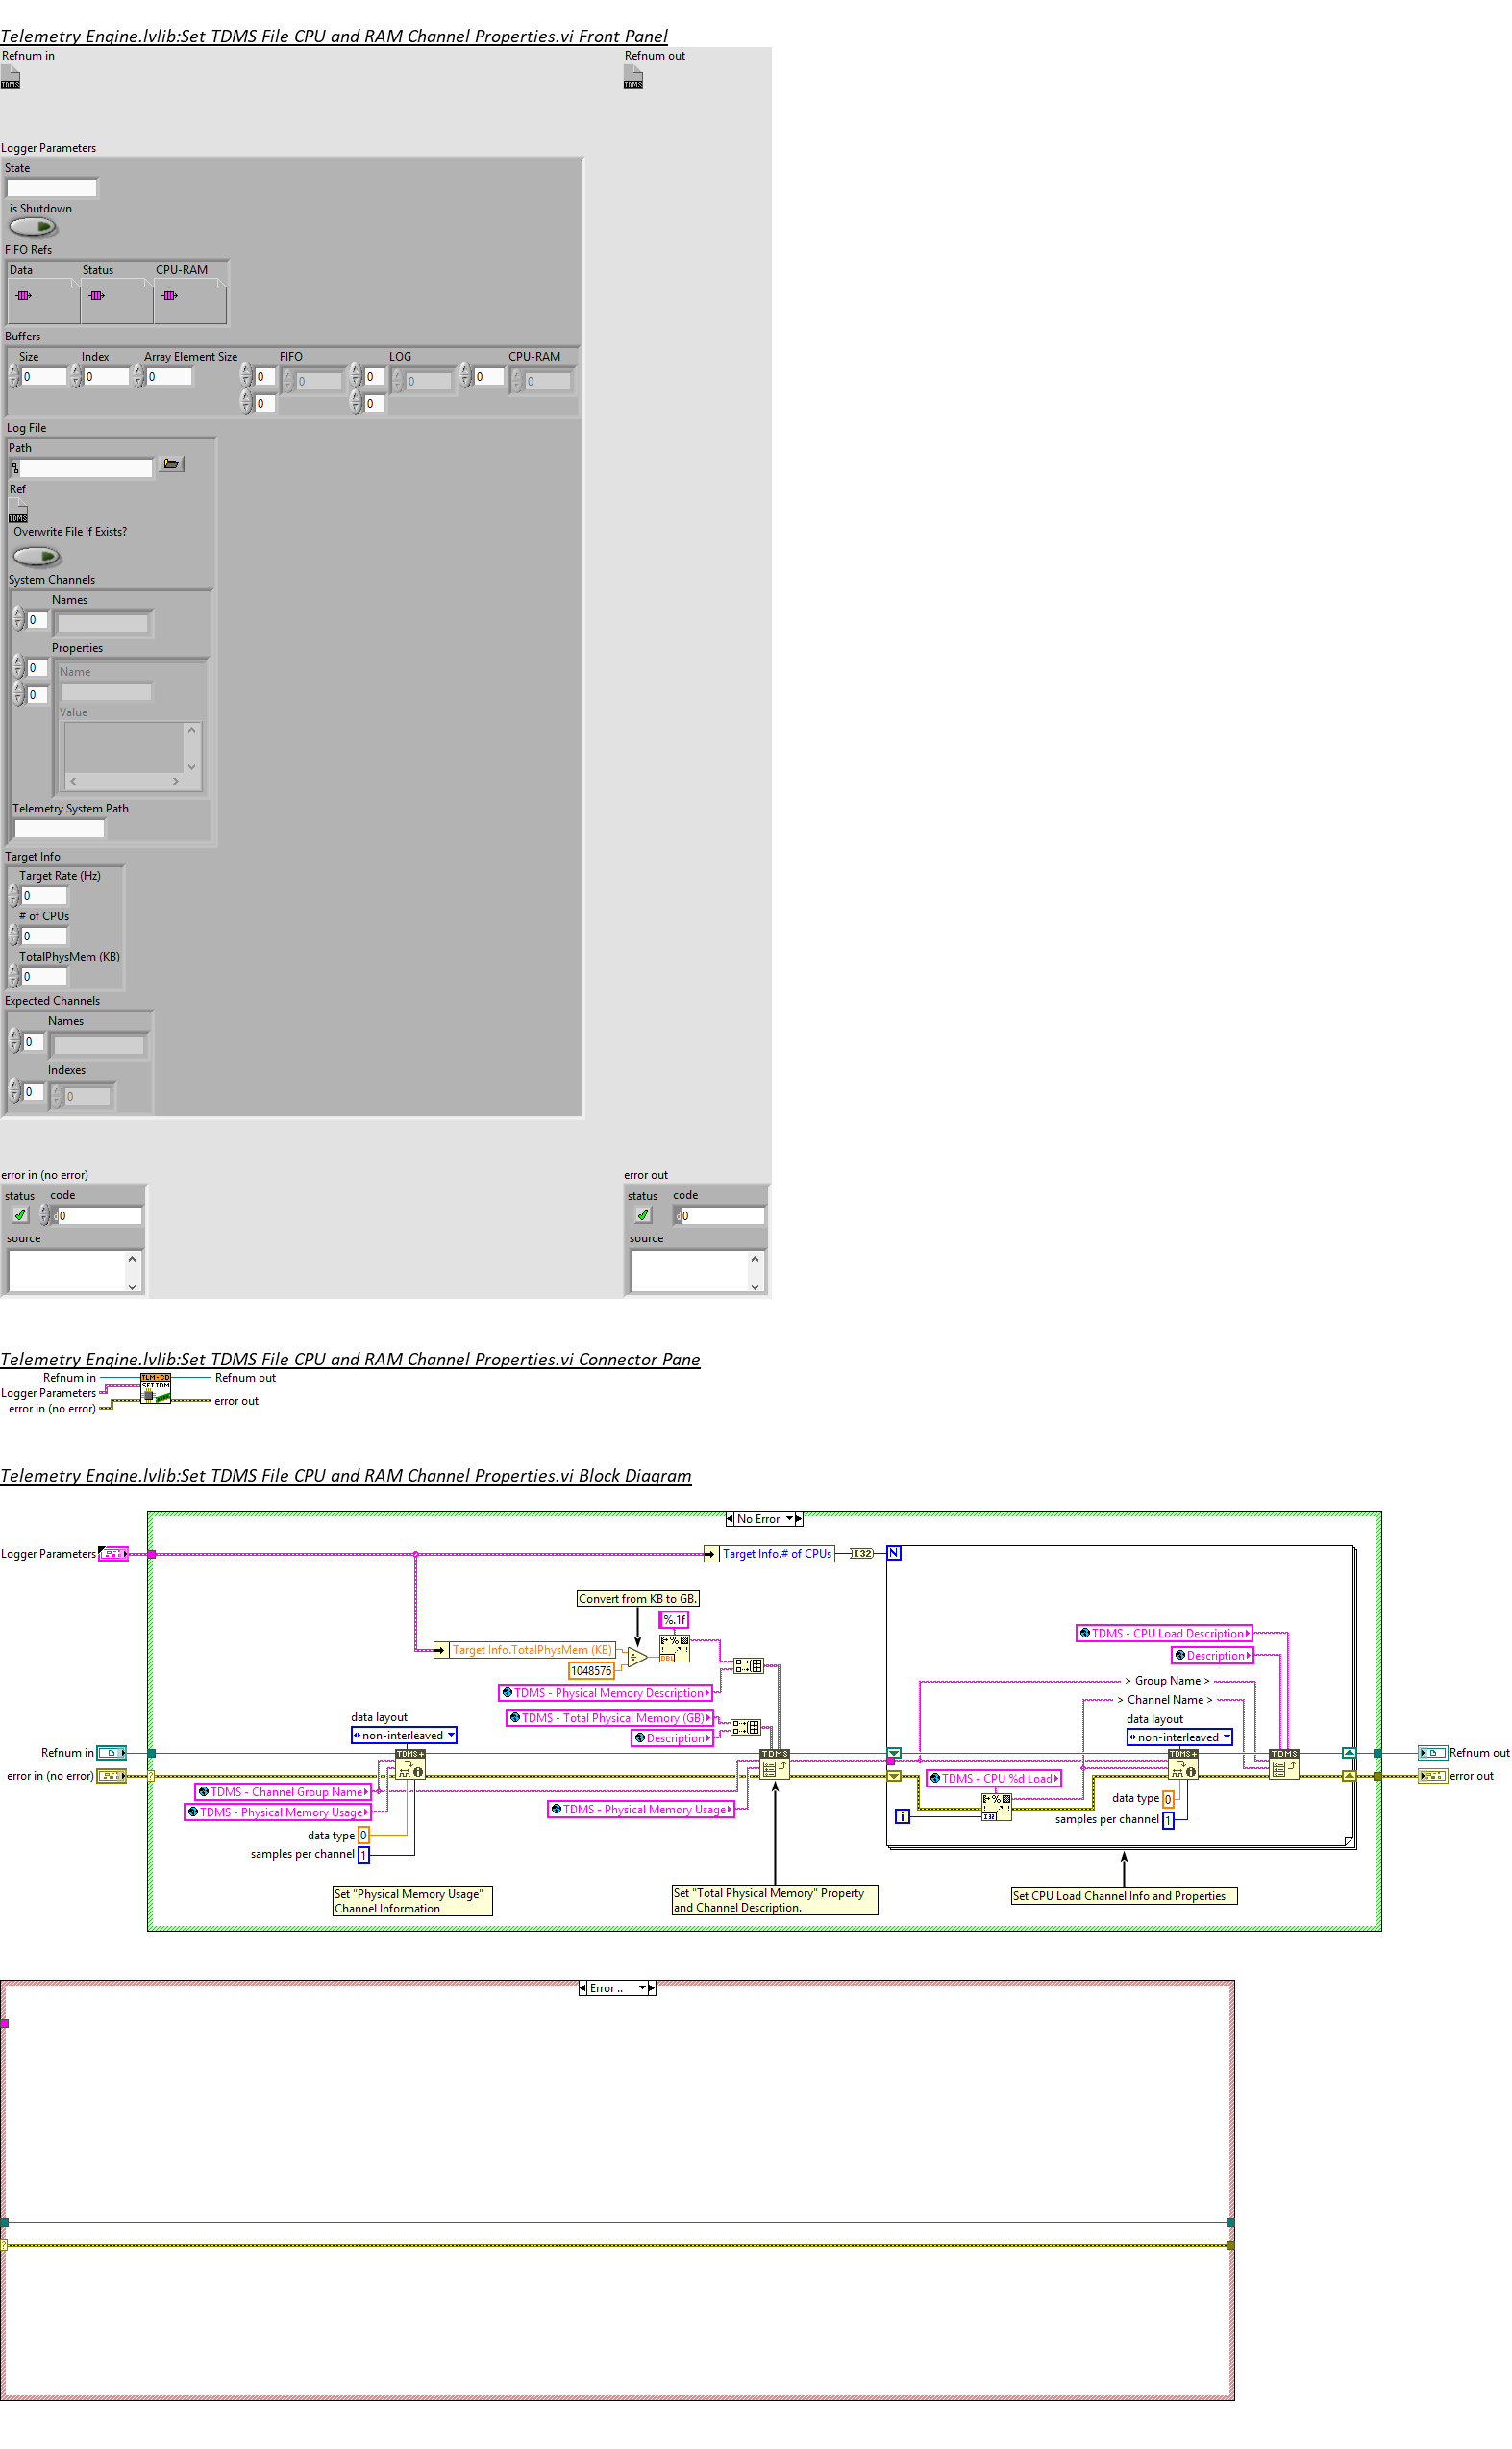 Telemetry Engine.lvlib:Set TDMS File CPU and RAM Channel Properties.vi Front Panel
Refnum in
Refnum out
TDMS
TDMS
Logger Parameters
State
is Shutdown
FIFO Refs
Data Status CPU-RAM
Buffers
Size Index Array Element Size FIFO LOG CPU-RAM
0 0 0 0 0 0 0 0 0
0 0
Log File
Path
Ref
TDMS
Overwrite File If Exists?
System Channels
Names
0
Properties
0
Name
0
Value
Telemetry System Path
Target Info
Target Rate (Hz)
0
# of CPUs
0
TotalPhysMem (KB)
0
Expected Channels
Names
0
Indexes
0 0
error in (no error)
error out
status code
status code
0
0
source
source
Telemetry Engine.lvlib:Set TDMS File CPU and RAM Channel Properties.vi Connector Pane
Refnum in
TLM-CD
Refnum out
Logger Parameters
SET TDM
error in (no error)
error out
Telemetry Engine.lvlib:Set TDMS File CPU and RAM Channel Properties.vi Block Diagram
No Error
Logger Parameters
Target Info.# of CPUs
I32
N
Convert from KB to GB.
%.1f
Target Info.TotalPhysMem (KB)
DBL
1048576
TDMS - CPU Load Description
Description
> Group Name >
TDMS - Physical Memory Description
> Channel Name >
data layout
TDMS - Total Physical Memory (GB)
data layout
non-interleaved
Description
non-interleaved
Refnum in
TDMS+
TDMS
TDMS+
TDMS
Refnum out
error in (no error)
TDMS - CPU %d Load
error out
TDMS - Channel Group Name
TDMS - Physical Memory Usage
TDMS - Physical Memory Usage
data type 0
i
I32
samples per channel 1
data type 0
samples per channel 1
Set "Physical Memory Usage"
Channel Information
Set "Total Physical Memory" Property
and Channel Description.
Set CPU Load Channel Info and Properties
Error ..